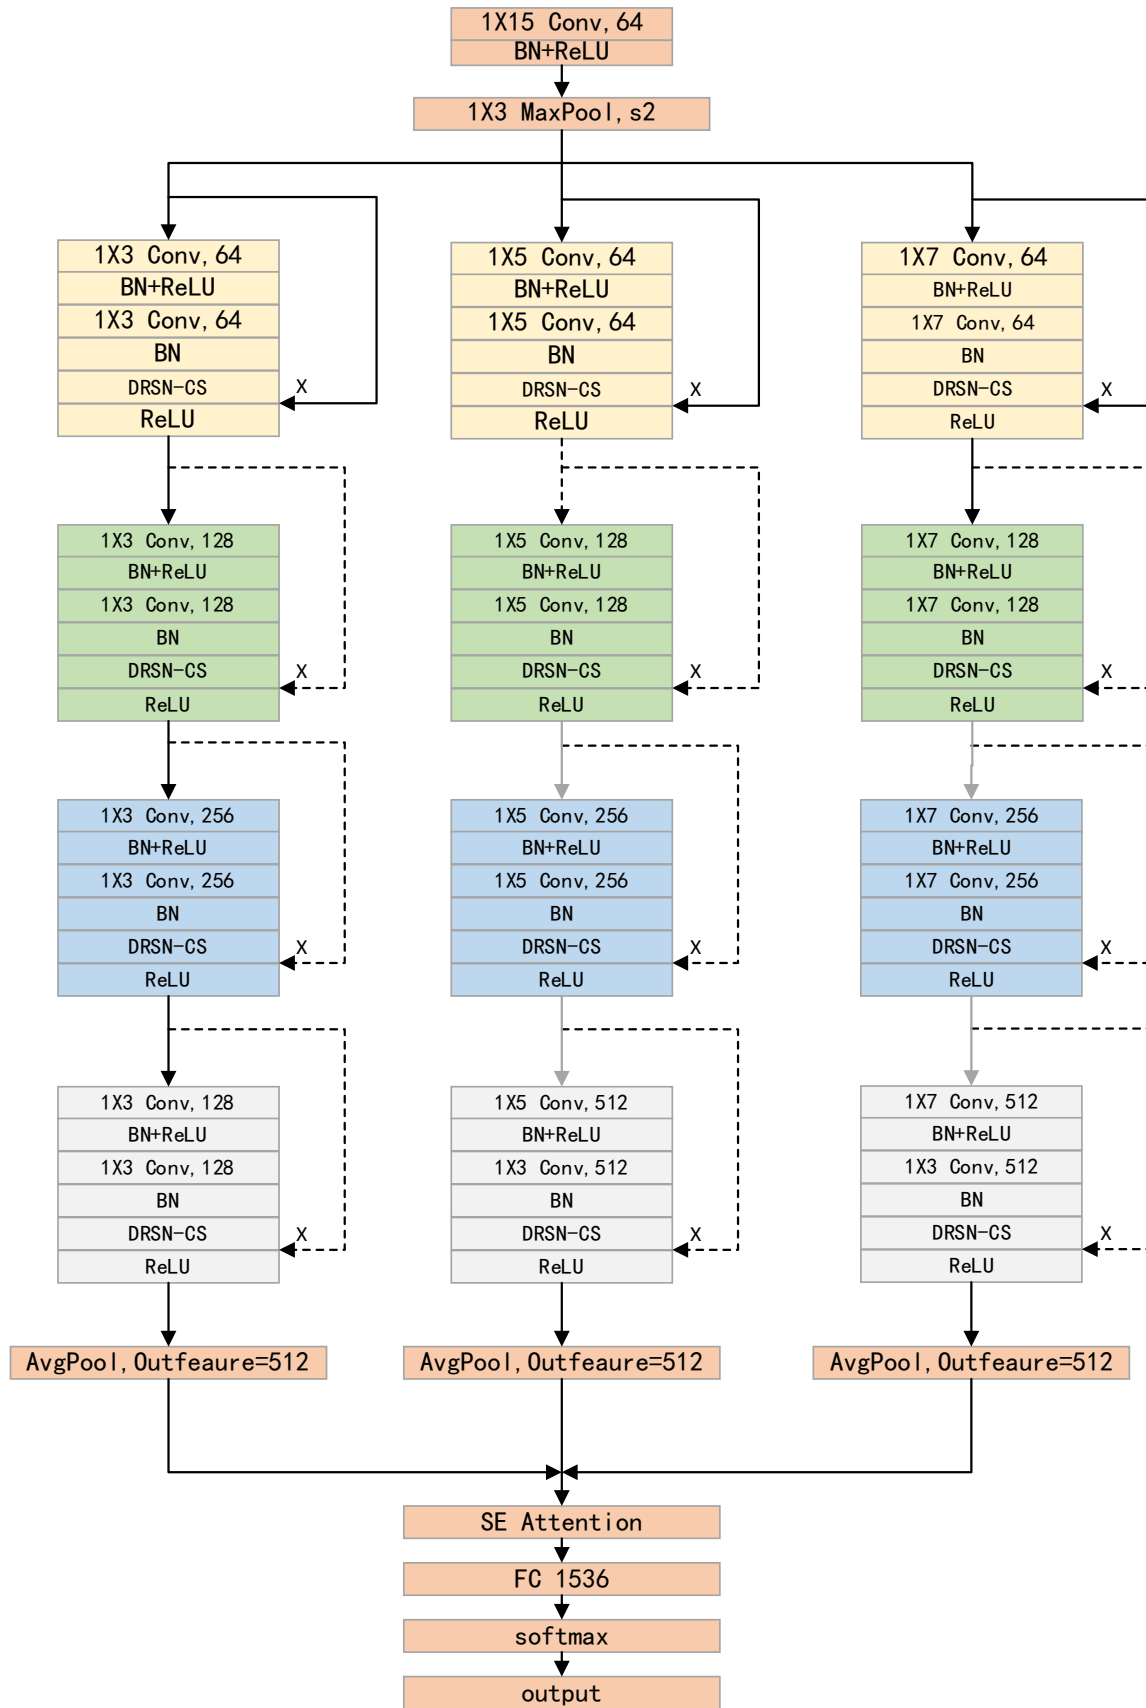 1X15 Conv,64
BN+ReLU
1X3 MaxPool,s2
1X3 Conv,64
BN+ReLU
1X3 Conv,64
BN
DRSN-CS
X
ReLU
1X3 Conv,128
BN+ReLU
1X3 Conv,128
BN
DRSN-CS
X
ReLU
1X3 Conv,256
BN+ReLU
1X3 Conv,256
BN
DRSN-CS
X
ReLU
1X3 Conv,128
BN+ReLU
1X3 Conv,128
BN
DRSN-CS
X
ReLU
AvgPool,Outfeaure=512
1X5 Conv,64
BN+ReLU
1X5 Conv,64
BN
DRSN-CS
X
ReLU
1X5 Conv,128
BN+ReLU
1X5 Conv,128
BN
DRSN-CS
X
ReLU
1X5 Conv,256
BN+ReLU
1X5 Conv,256
BN
DRSN-CS
X
ReLU
1X5 Conv,512
BN+ReLU
1X3 Conv,512
BN
DRSN-CS
X
ReLU
AvgPool,Outfeaure=512
1X7 Conv,64
BN+ReLU
1X7 Conv,64
BN
DRSN-CS
X
ReLU
1X7 Conv,128
BN+ReLU
1X7 Conv,128
BN
DRSN-CS
X
ReLU
1X7 Conv,256
BN+ReLU
1X7 Conv,256
BN
DRSN-CS
X
ReLU
1X7 Conv,512
BN+ReLU
1X3 Conv,512
BN
DRSN-CS
X
ReLU
AvgPool,Outfeaure=512
SE Attention
FC 1536
softmax
output